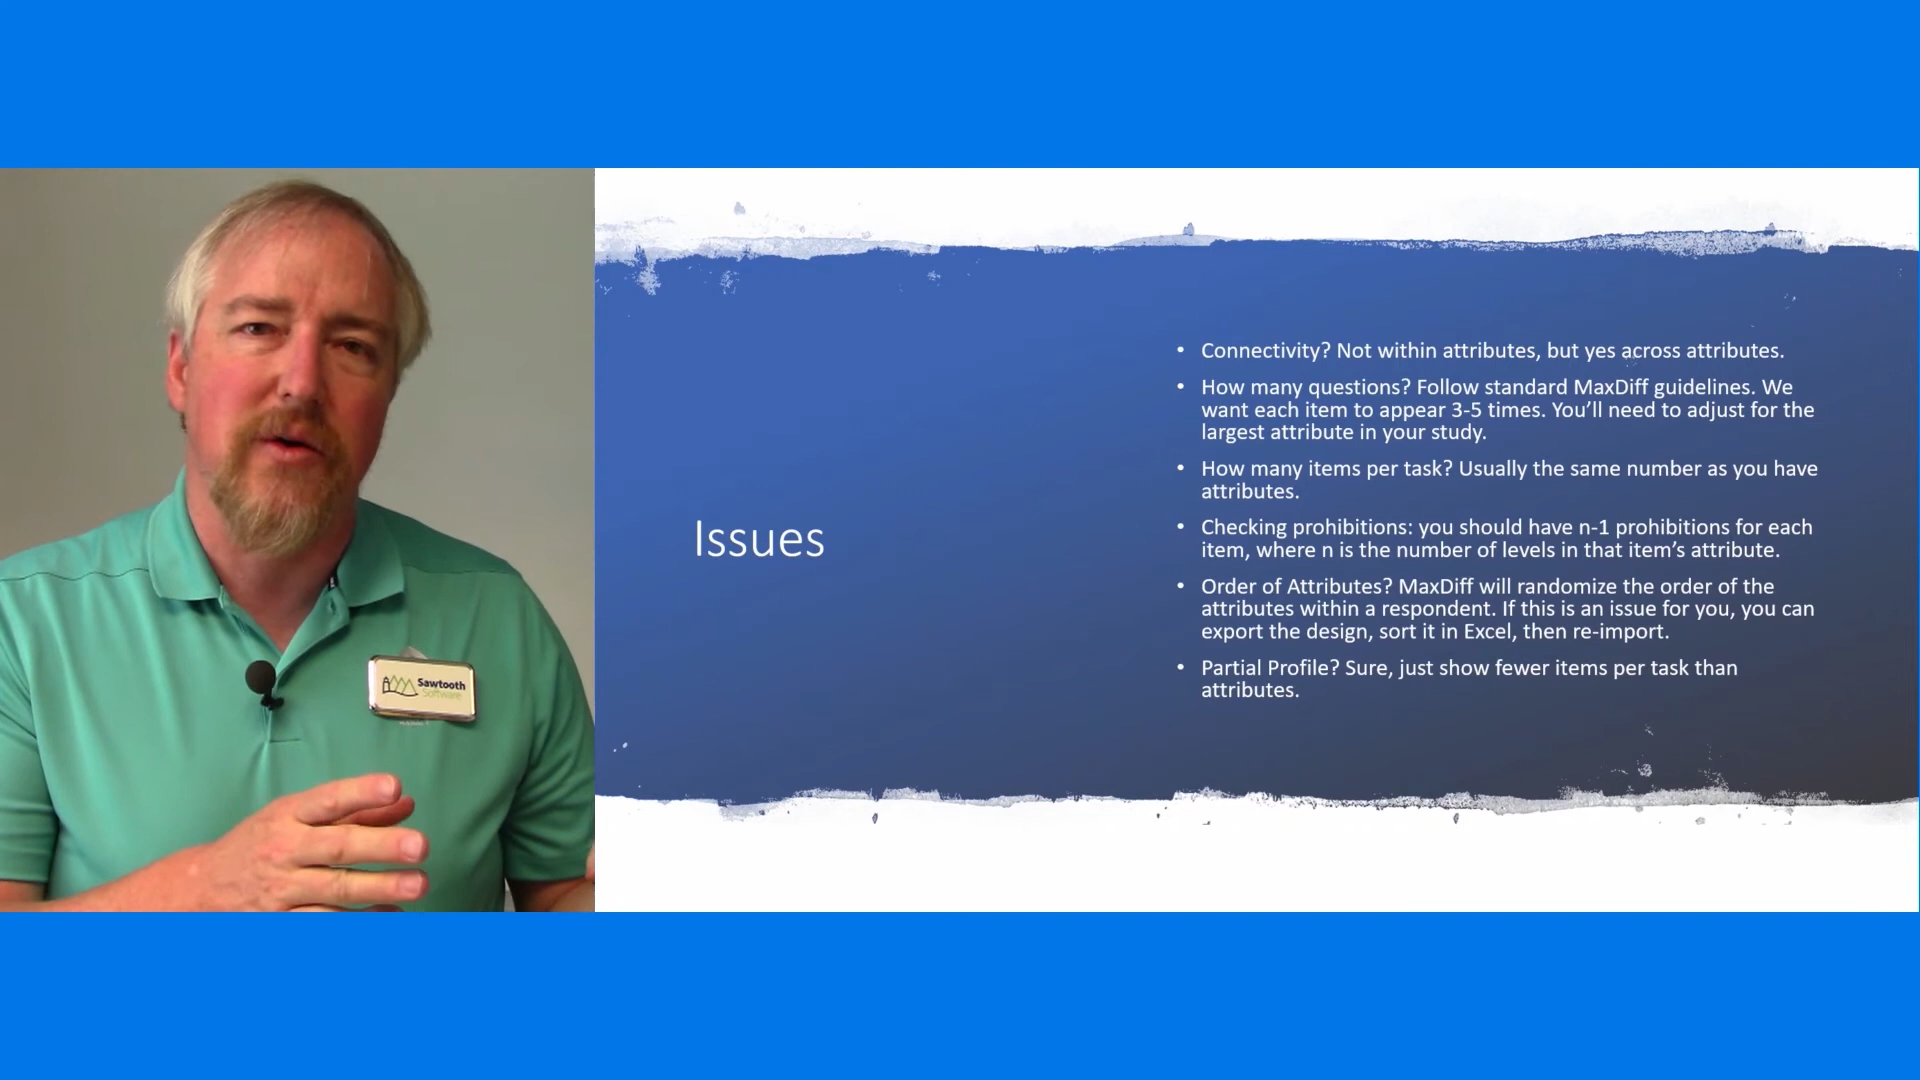 Sawtooth
Software
Issues
• Connectivity? Not within attributes, but yes across attributes.
• How many questions? Follow standard MaxDiff guidelines. We
want each item to appear 3-5 times. You’ll need to adjust for the
largest attribute in your study.
• How many items per task? Usually the same number as you have
attributes.
• Checking prohibitions: you should have n-1 prohibitions for each
item, where n is the number of levels in that item’s attribute.
• Order of Attributes? MaxDiff will randomize the order of the
attributes within a respondent. If this is an issue for you, you can
export the design, sort it in Excel, then re-import.
• Partial Profile? Sure, just show fewer items per task than
attributes.